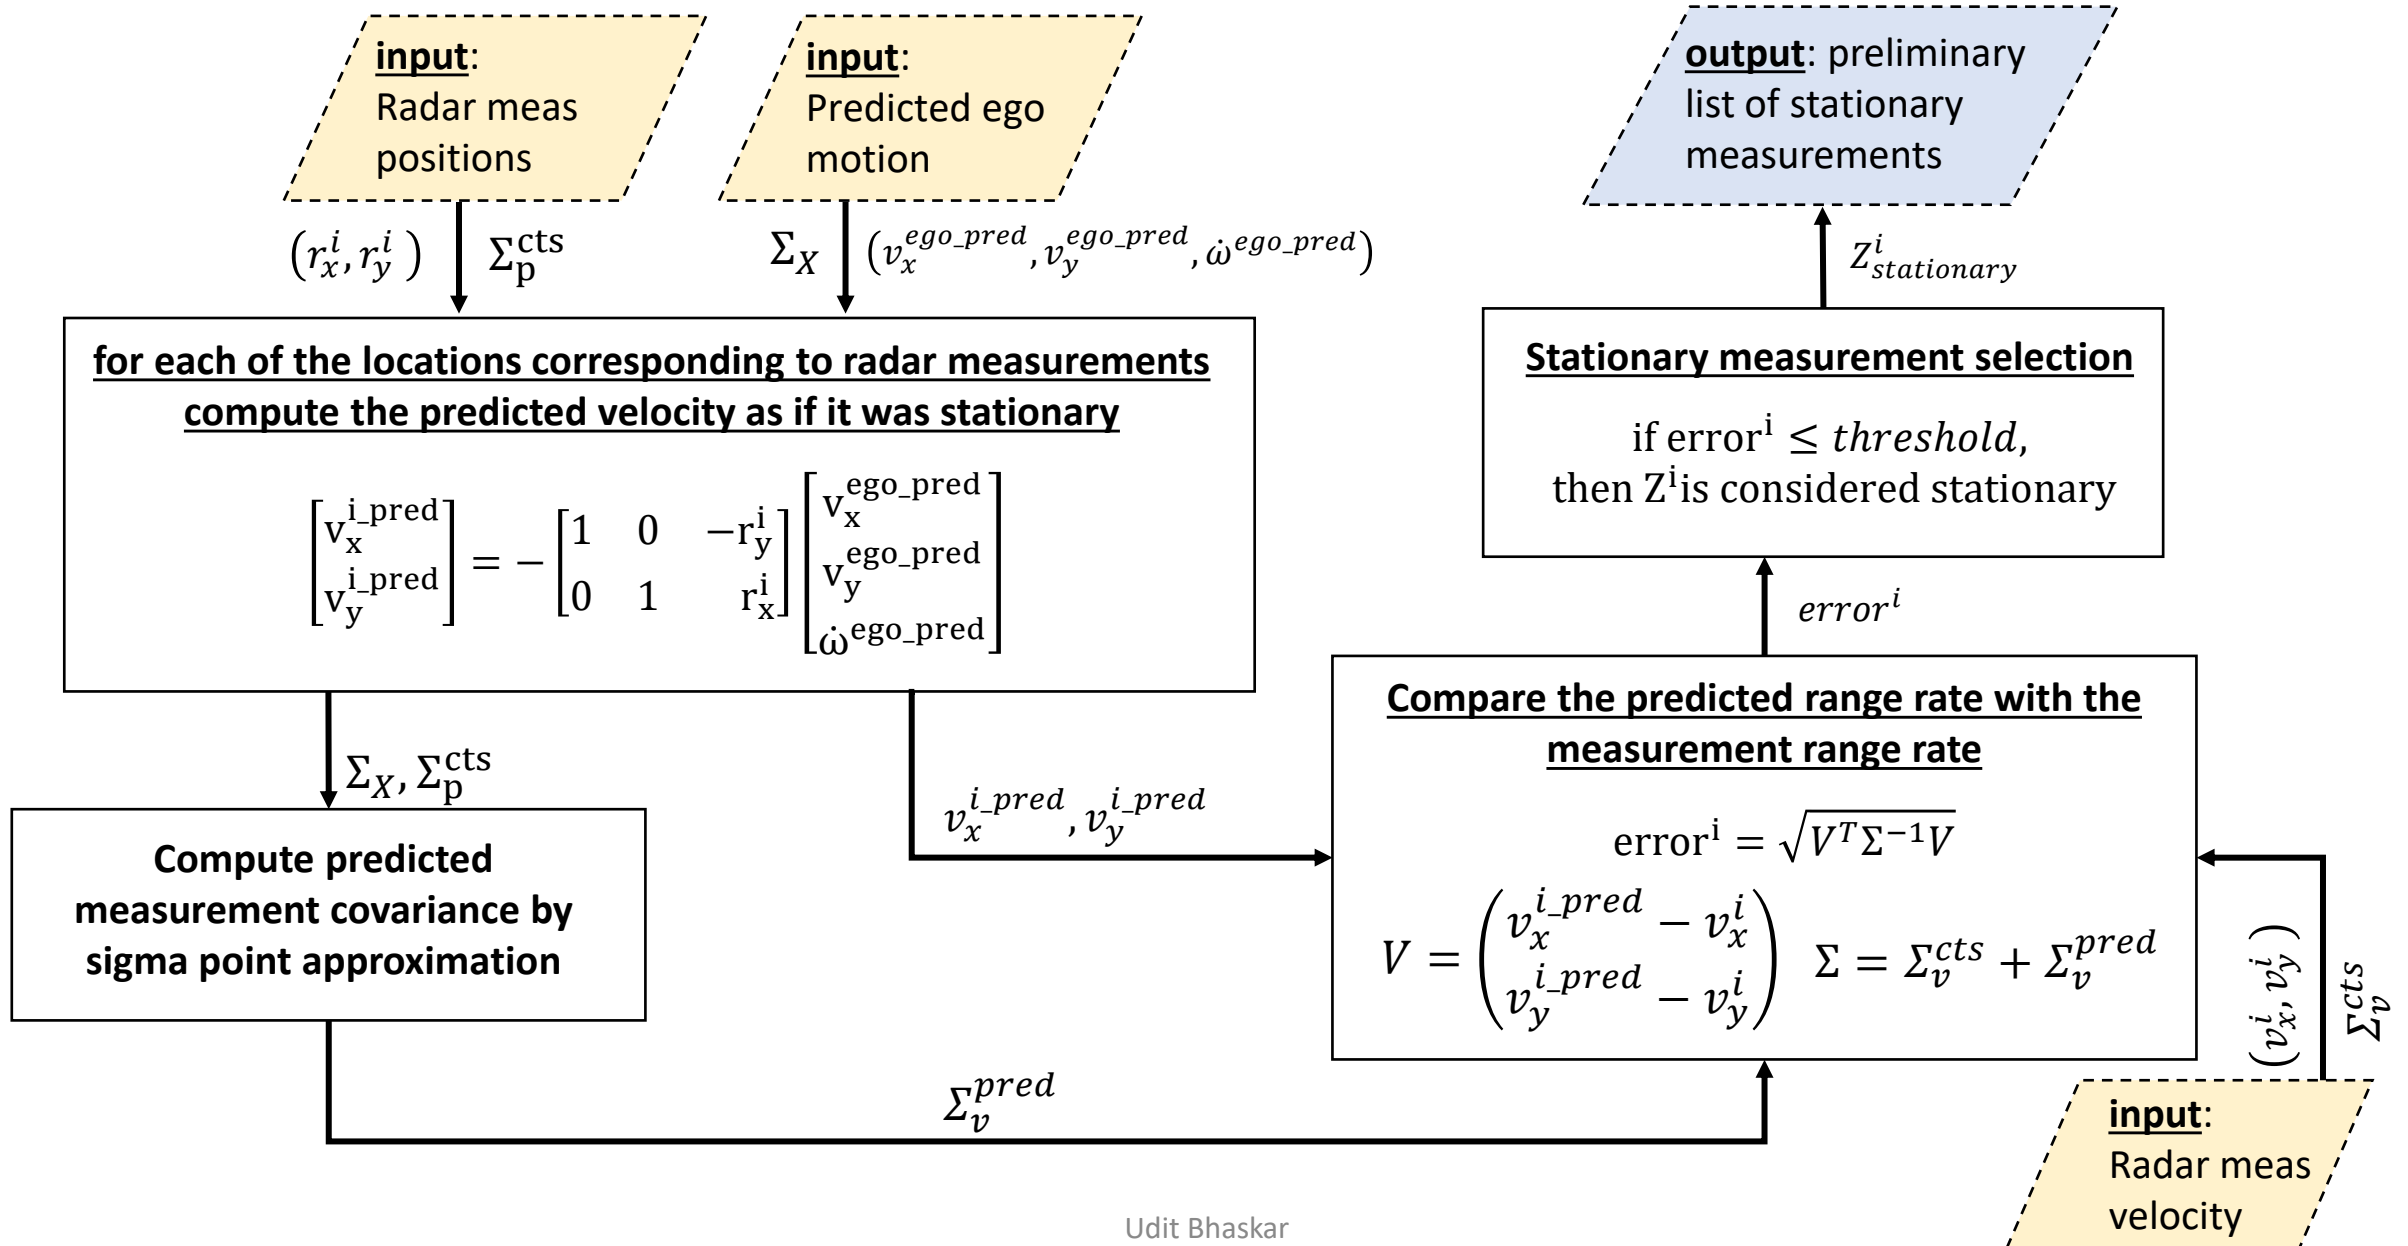 input:
Radar meas
positions
input:
Predicted ego
motion
output: preliminary
list of stationary
measurements
(r_x^i, r_y^i) Σ_p^cts
Σ_X (v_x^{ego_pred}, v_y^{ego_pred}, ω̇^{ego_pred})
Z_{stationary}^i
for each of the locations corresponding to radar measurements
compute the predicted velocity as if it was stationary
[v_x^{i_pred}; v_y^{i_pred}] = −[1 0 −r_y^i; 0 1 r_x^i] [v_x^{ego_pred}; v_y^{ego_pred}; ω̇^{ego_pred}]
Stationary measurement selection
if error^i ≤ threshold,
then Z^i is considered stationary
error^i
Σ_X, Σ_p^cts
v_x^{i_pred}, v_y^{i_pred}
Compute predicted
measurement covariance by
sigma point approximation
Σ_v^{pred}
Compare the predicted range rate with the
measurement range rate
error^i = √(V^T Σ^{−1} V)
V = (v_x^{i_pred} − v_x^i; v_y^{i_pred} − v_y^i) Σ = Σ_v^{cts} + Σ_v^{pred}
(v_x^i, v_y^i)
Σ_v^{cts}
input:
Radar meas
velocity
Udit Bhaskar